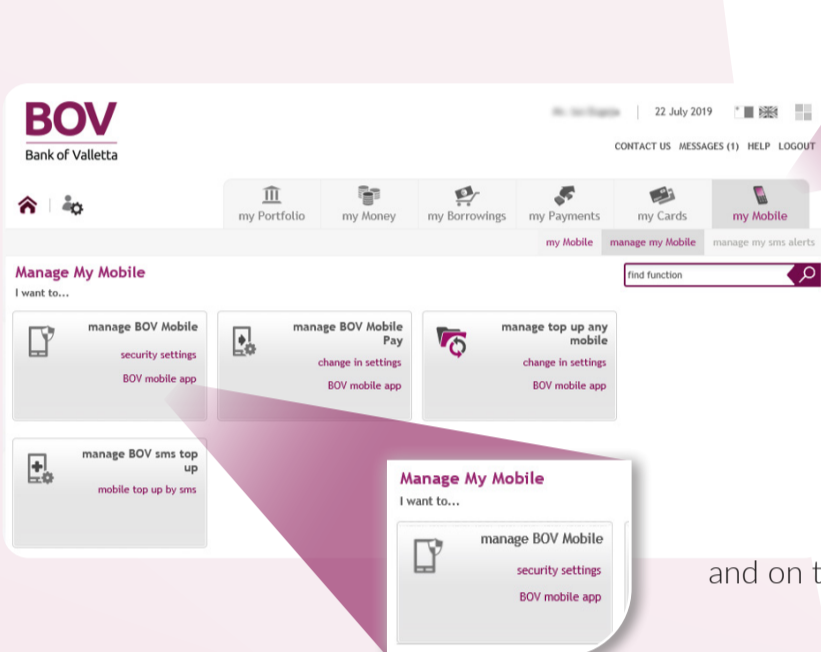 BOV
Bank of Valletta
22 July 2019
CONTACT US MESSAGES (1) HELP LOGOUT
my Portfolio my Money my Borrowings my Payments my Cards my Mobile
my Mobile manage my Mobile manage my sms alerts
Manage My Mobile
find function
I want to...
manage BOV Mobile
security settings
BOV mobile app
manage BOV Mobile
Pay
change in settings
BOV mobile app
manage top up any
mobile
change in settings
BOV mobile app
manage BOV sms top
up
mobile top up by sms
Manage My Mobile
I want to...
manage BOV Mobile
security settings
BOV mobile app
and on t